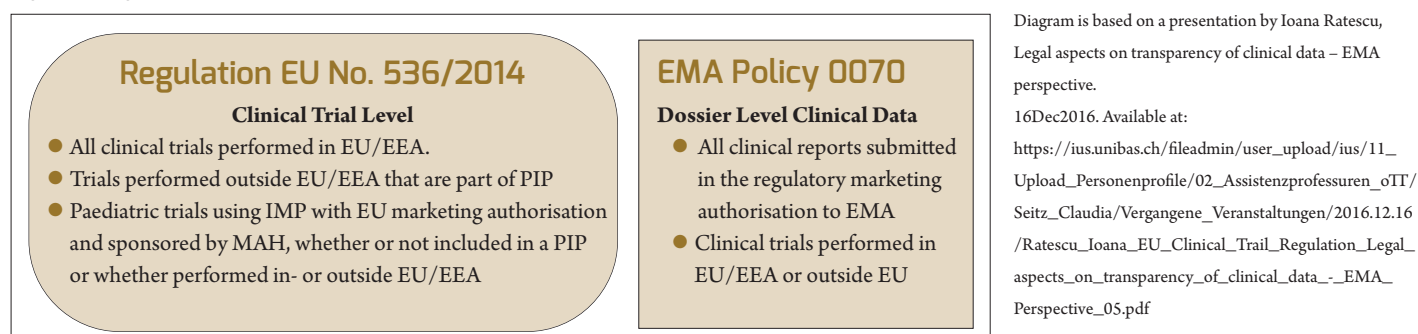 Regulation EU No. 536/2014
Clinical Trial Level
● All clinical trials performed in EU/EEA.
● Trials performed outside EU/EEA that are part of PIP
● Paediatric trials using IMP with EU marketing authorisation
and sponsored by MAH, whether or not included in a PIP
or whether performed in- or outside EU/EEA
EMA Policy 0070
Dossier Level Clinical Data
● All clinical reports submitted
in the regulatory marketing
authorisation to EMA
● Clinical trials performed in
EU/EEA or outside EU
Diagram is based on a presentation by Ioana Ratescu,
Legal aspects on transparency of clinical data – EMA
perspective.
16Dec2016. Available at:
https://ius.unibas.ch/fileadmin/user_upload/ius/11_
Upload_Personenprofile/02_Assistenzprofessuren_oTT/
Seitz_Claudia/Vergangene_Veranstaltungen/2016.12.16
/Ratescu_Ioana_EU_Clinical_Trail_Regulation_Legal_
aspects_on_transparency_of_clinical_data_-_EMA_
Perspective_05.pdf